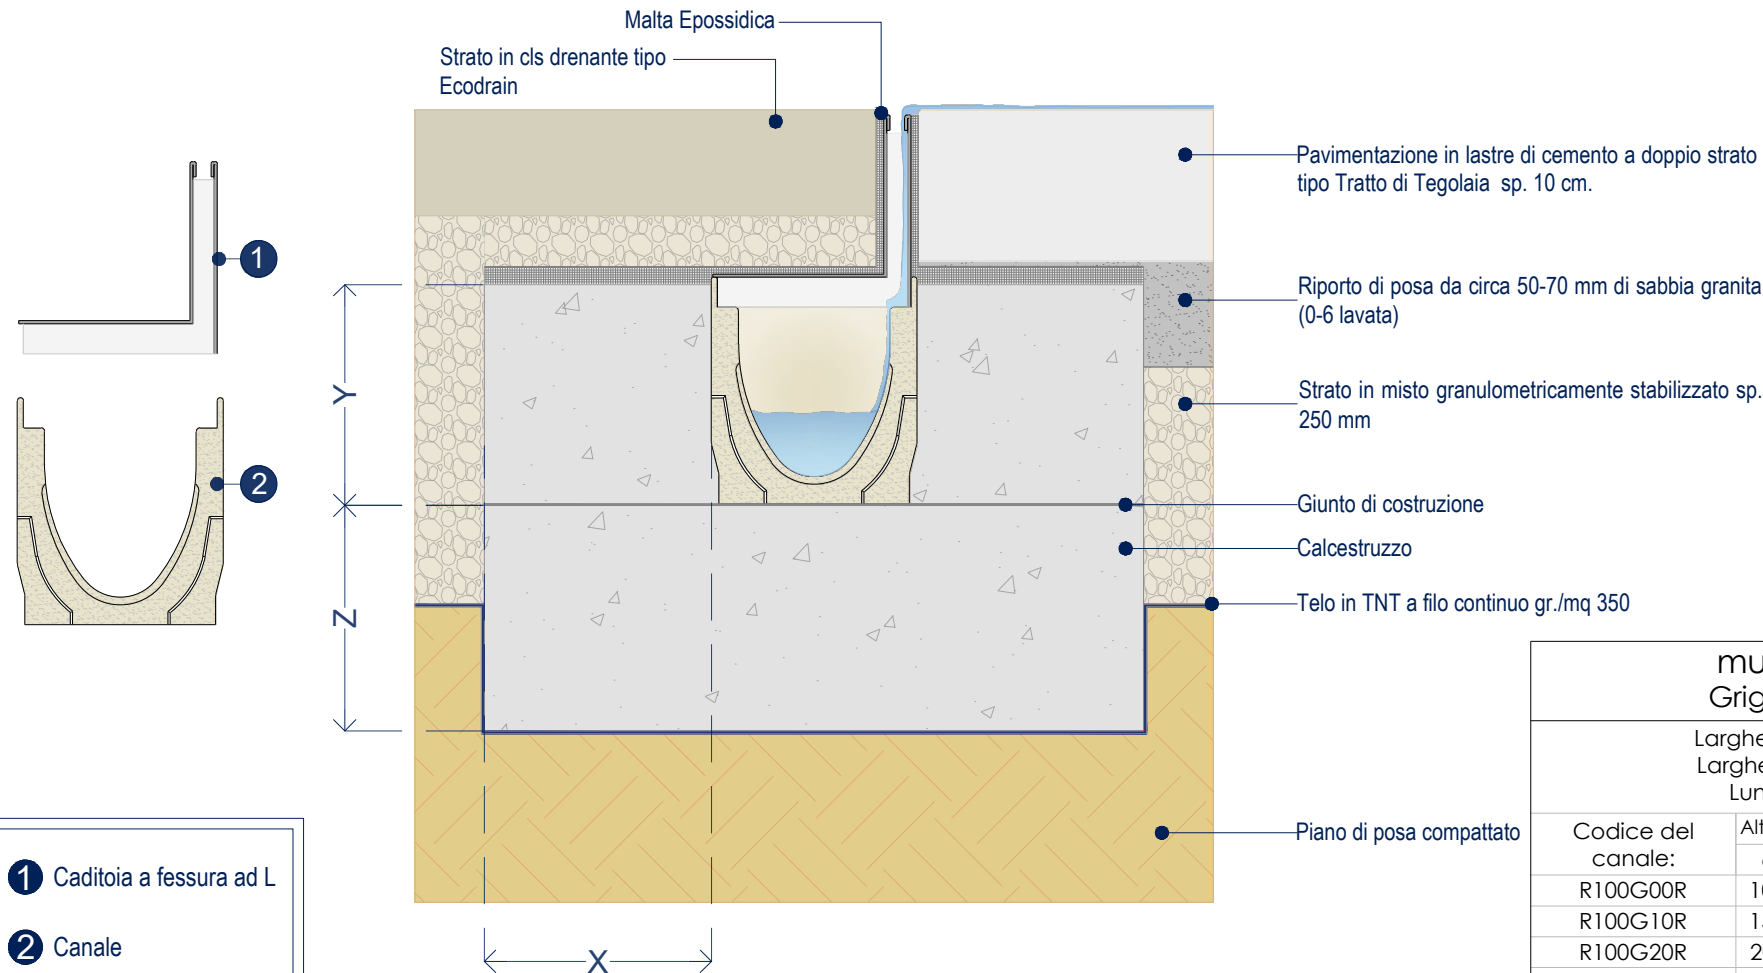 Malta Epossidica
Strato in cls drenante tipo
Ecodrain
Pavimentazione in lastre di cemento a doppio strato
tipo Tratto di Tegolaia sp. 10 cm.
1
Riporto di posa da circa 50-70 mm di sabbia granita
(0-6 lavata)
Y
Strato in misto granulometricamente stabilizzato sp.
250 mm
2
Giunto di costruzione
Calcestruzzo
Z
Telo in TNT a filo continuo gr./mq 350
Piano di posa compattato
X
1 Caditoia a fessura ad L
2 Canale
Codice del
canale:
R100G00R
R100G10R
R100G20R